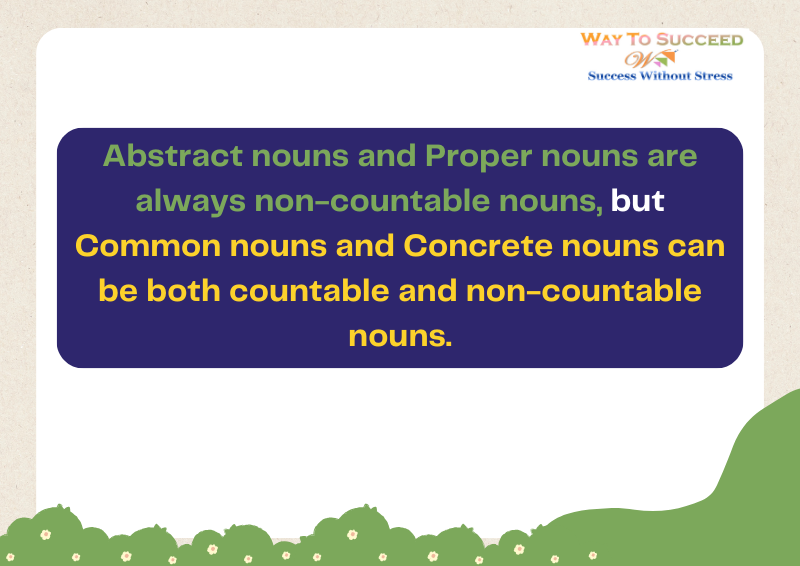 WAY TO SUCCEED
W
Success Without Stress
Abstract nouns and Proper nouns are
always non-countable nouns, but
Common nouns and Concrete nouns can
be both countable and non-countable
nouns.